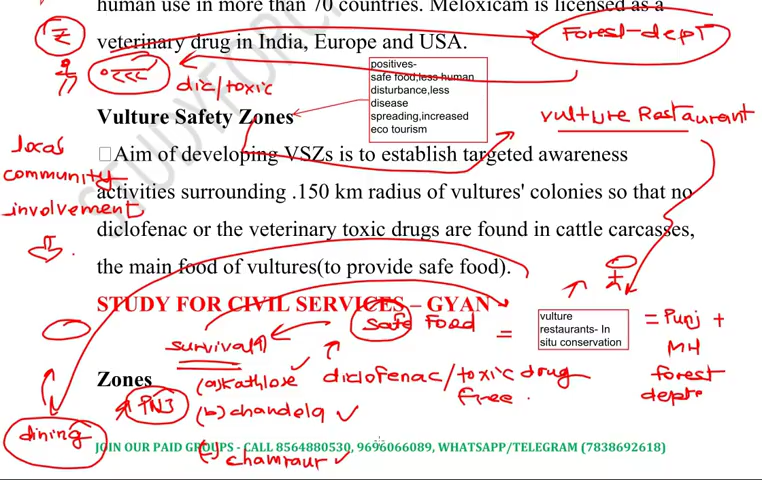 human use in more than 70 countries. Meloxicam is licensed as a
veterinary drug in India, Europe and USA.
Forest-dept
dic/toxic
positives-
safe food,less human
disturbance,less
disease
spreading,increased
eco tourism
Vulture Safety Zones
vulture Restaurant
local
community
involvement
Aim of developing VSZs is to establish targeted awareness
activities surrounding .150 km radius of vultures' colonies so that no
diclofenac or the veterinary toxic drugs are found in cattle carcasses,
the main food of vultures(to provide safe food).
STUDY FOR CIVIL SERVICES – GYAN
safe Food =
vulture
restaurants- In
situ conservation
= Punj +
MH
forest
depts
survival(↑)
diclofenac/toxic drug
free.
Zones
PNJ
(a) kathlose ✓
(b) chandola ✓
(c) chamraur ✓
dining
JOIN OUR PAID GROUPS - CALL 8564880530, 9696066089, WHATSAPP/TELEGRAM (7838692618)